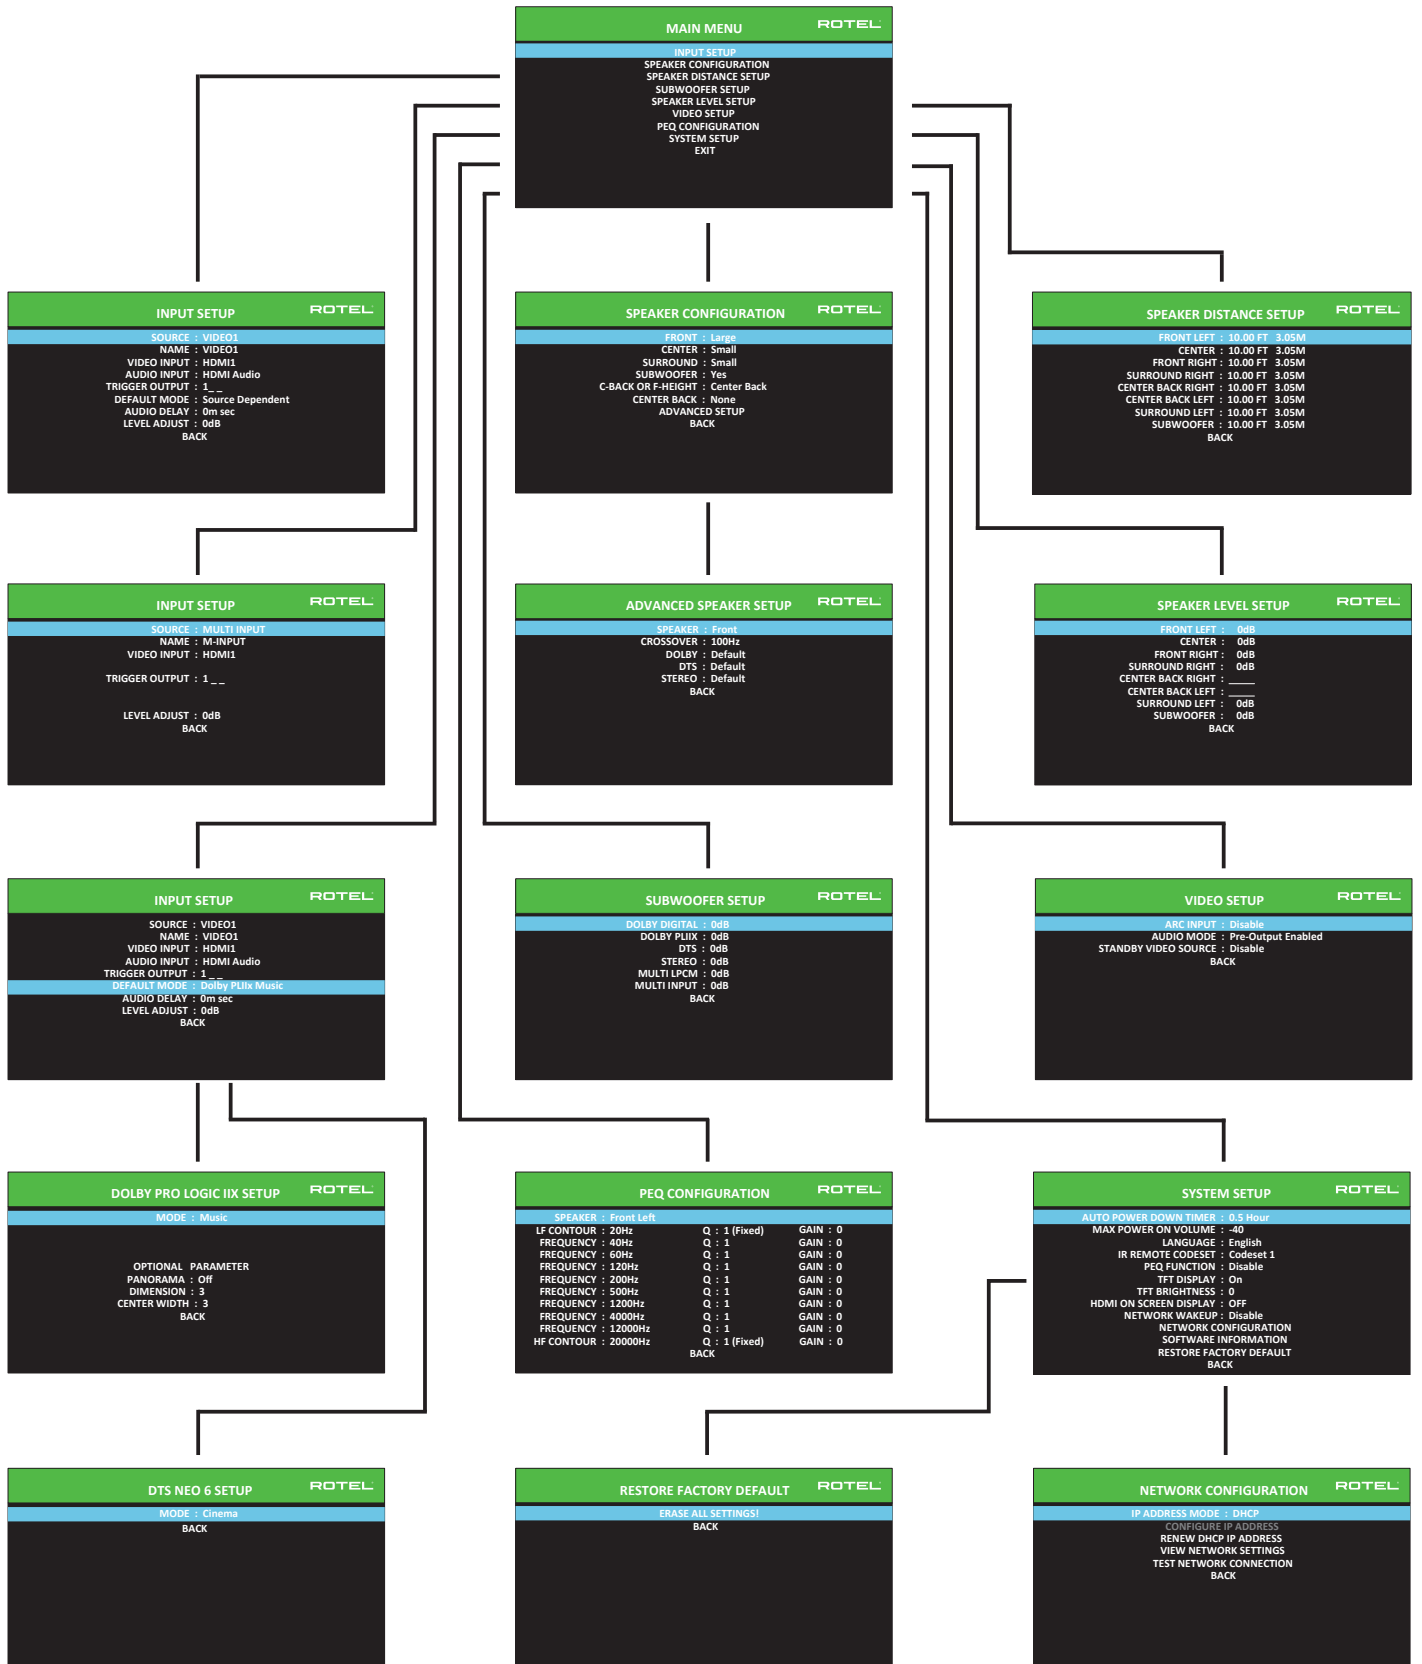 MAIN MENU ROTEL
INPUT SETUP
SPEAKER CONFIGURATION
SPEAKER DISTANCE SETUP
SUBWOOFER SETUP
SPEAKER LEVEL SETUP
VIDEO SETUP
PEQ CONFIGURATION
SYSTEM SETUP
EXIT
INPUT SETUP ROTEL
SOURCE : VIDEO1
NAME : VIDEO1
VIDEO INPUT : HDMI1
AUDIO INPUT : HDMI Audio
TRIGGER OUTPUT : 1_ _
DEFAULT MODE : Source Dependent
AUDIO DELAY : 0m sec
LEVEL ADJUST : 0dB
BACK
SPEAKER CONFIGURATION ROTEL
FRONT : Large
CENTER : Small
SURROUND : Small
SUBWOOFER : Yes
C-BACK OR F-HEIGHT : Center Back
CENTER BACK : None
ADVANCED SETUP
BACK
SPEAKER DISTANCE SETUP ROTEL
FRONT LEFT : 10.00 FT 3.05M
CENTER : 10.00 FT 3.05M
FRONT RIGHT : 10.00 FT 3.05M
SURROUND RIGHT : 10.00 FT 3.05M
CENTER BACK RIGHT : 10.00 FT 3.05M
CENTER BACK LEFT : 10.00 FT 3.05M
SURROUND LEFT : 10.00 FT 3.05M
SUBWOOFER : 10.00 FT 3.05M
BACK
INPUT SETUP ROTEL
SOURCE : MULTI INPUT
NAME : M-INPUT
VIDEO INPUT : HDMI1
TRIGGER OUTPUT : 1 _ _
LEVEL ADJUST : 0dB
BACK
ADVANCED SPEAKER SETUP ROTEL
SPEAKER : Front
CROSSOVER : 100Hz
DOLBY : Default
DTS : Default
STEREO : Default
BACK
SPEAKER LEVEL SETUP ROTEL
FRONT LEFT : 0dB
CENTER : 0dB
FRONT RIGHT : 0dB
SURROUND RIGHT : 0dB
CENTER BACK RIGHT : _____
CENTER BACK LEFT : _____
SURROUND LEFT : 0dB
SUBWOOFER : 0dB
BACK
INPUT SETUP ROTEL
SOURCE : VIDEO1
NAME : VIDEO1
VIDEO INPUT : HDMI1
AUDIO INPUT : HDMI Audio
TRIGGER OUTPUT : 1 _ _
DEFAULT MODE : Dolby PLIIx Music
AUDIO DELAY : 0m sec
LEVEL ADJUST : 0dB
BACK
SUBWOOFER SETUP ROTEL
DOLBY DIGITAL : 0dB
DOLBY PLIIX : 0dB
DTS : 0dB
STEREO : 0dB
MULTI LPCM : 0dB
MULTI INPUT : 0dB
BACK
VIDEO SETUP ROTEL
ARC INPUT : Disable
AUDIO MODE : Pre-Output Enabled
STANDBY VIDEO SOURCE : Disable
BACK
DOLBY PRO LOGIC IIX SETUP ROTEL
MODE : Music
OPTIONAL PARAMETER
PANORAMA : Off
DIMENSION : 3
CENTER WIDTH : 3
BACK
PEQ CONFIGURATION ROTEL
SPEAKER : Front Left
LF CONTOUR : 20Hz Q : 1 (Fixed) GAIN : 0
FREQUENCY : 40Hz Q : 1 GAIN : 0
FREQUENCY : 60Hz Q : 1 GAIN : 0
FREQUENCY : 120Hz Q : 1 GAIN : 0
FREQUENCY : 200Hz Q : 1 GAIN : 0
FREQUENCY : 500Hz Q : 1 GAIN : 0
FREQUENCY : 1200Hz Q : 1 GAIN : 0
FREQUENCY : 4000Hz Q : 1 GAIN : 0
FREQUENCY : 12000Hz Q : 1 GAIN : 0
HF CONTOUR : 20000Hz Q : 1 (Fixed) GAIN : 0
BACK
SYSTEM SETUP ROTEL
AUTO POWER DOWN TIMER : 0.5 Hour
MAX POWER ON VOLUME : -40
LANGUAGE : English
IR REMOTE CODESET : Codeset 1
PEQ FUNCTION : Disable
TFT DISPLAY : On
TFT BRIGHTNESS : 0
HDMI ON SCREEN DISPLAY : OFF
NETWORK WAKEUP : Disable
NETWORK CONFIGURATION
SOFTWARE INFORMATION
RESTORE FACTORY DEFAULT
BACK
DTS NEO 6 SETUP ROTEL
MODE : Cinema
BACK
RESTORE FACTORY DEFAULT ROTEL
ERASE ALL SETTINGS!
BACK
NETWORK CONFIGURATION ROTEL
IP ADDRESS MODE : DHCP
CONFIGURE IP ADDRESS
RENEW DHCP IP ADDRESS
VIEW NETWORK SETTINGS
TEST NETWORK CONNECTION
BACK